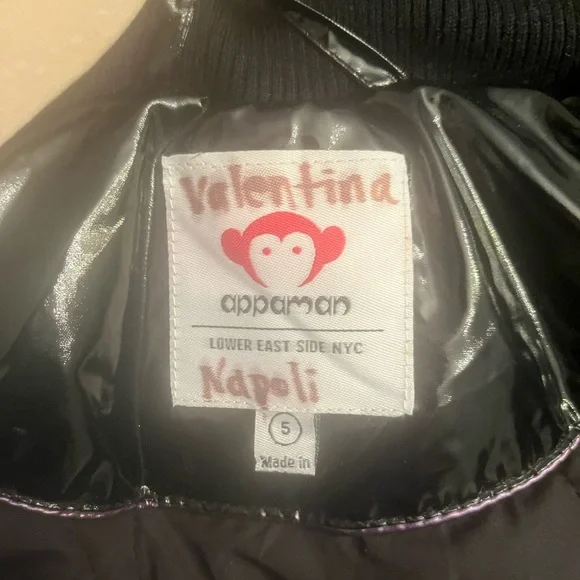 Valentina
appaman
LOWER EAST SIDE NYC
Napoli
5
Made in